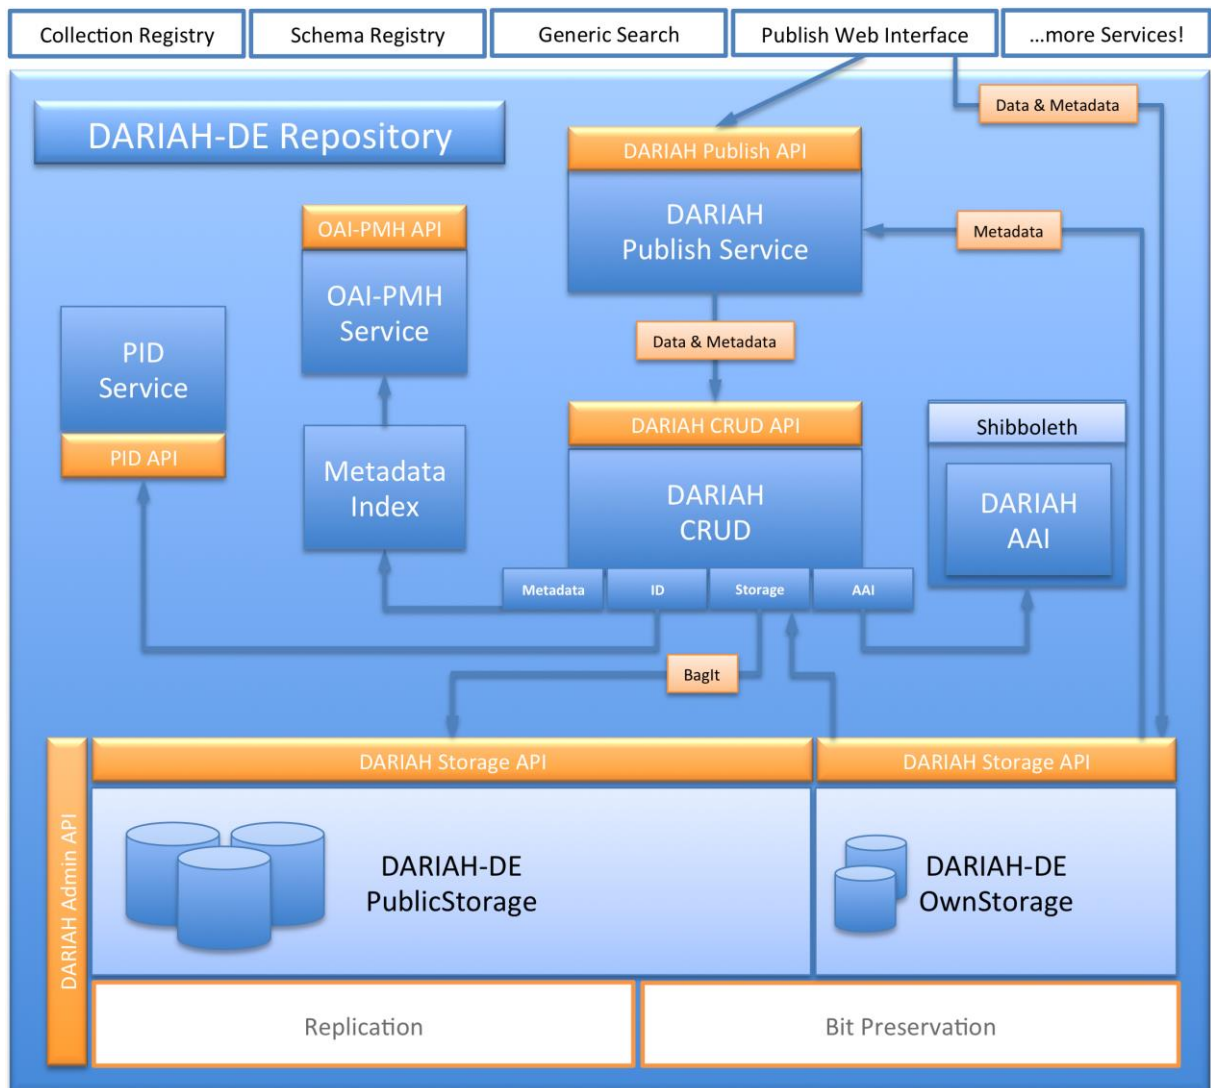 Collection Registry
Schema Registry
Generic Search
Publish Web Interface
...more Services!
Data & Metadata
DARIAH-DE Repository
DARIAH Publish API
DARIAH
Publish Service
Metadata
OAI-PMH API
OAI-PMH
Service
PID
Service
PID API
Data & Metadata
DARIAH CRUD API
DARIAH
CRUD
Metadata
Index
Shibboleth
DARIAH
AAI
Metadata
ID
Storage
AAI
BagIt
DARIAH Storage API
DARIAH Storage API
DARIAH Admin API
DARIAH-DE
PublicStorage
DARIAH-DE
OwnStorage
Replication
Bit Preservation